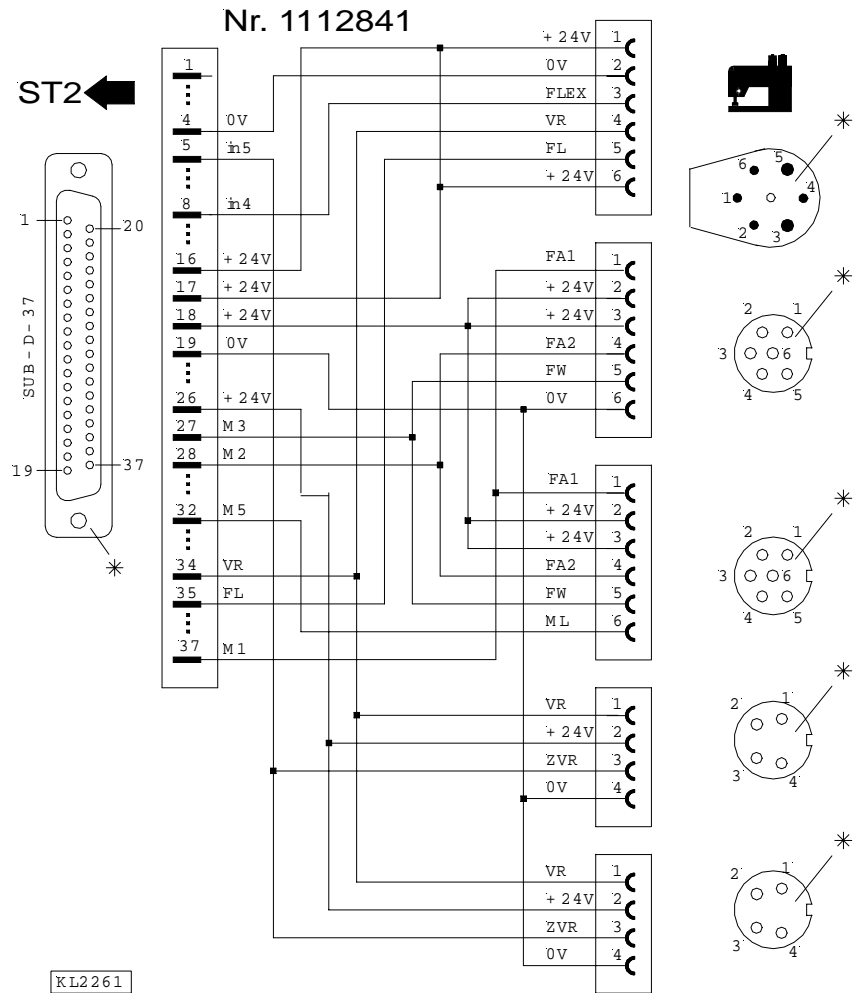 Nr. 1112841
ST2
SUB-D-37
1
20
19
37
1
4 0V
5 in5
8 in4
16 +24V
17 +24V
18 +24V
19 0V
26 +24V
27 M3
28 M2
32 M5
34 VR
35 FL
37 M1
+24V 1
0V 2
FLEX 3
VR 4
FL 5
+24V 6
FA1 1
+24V 2
+24V 3
FA2 4
FW 5
0V 6
FA1 1
+24V 2
+24V 3
FA2 4
FW 5
ML 6
VR 1
+24V 2
ZVR 3
0V 4
VR 1
+24V 2
ZVR 3
0V 4
6 5
1 4
2 3
2 1
3 6
4 5
2 1
3 6
4 5
2 1
3 4
2 1
3 4
KL2261